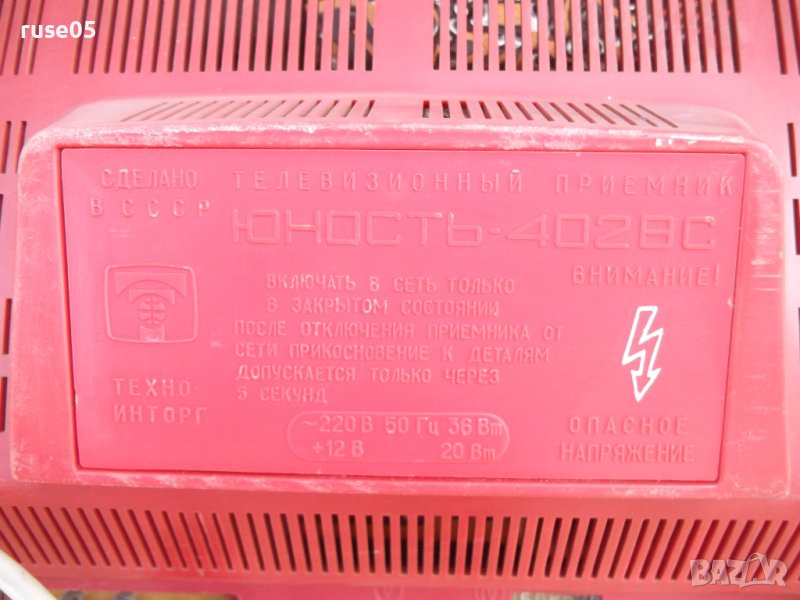 ruse05
СДЕЛАНО
В СССР
ТЕЛЕВИЗИОННЫЙ ПРИЕМНИК
ЮНОСТЬ-402ВС
ВКЛЮЧАТЬ В СЕТЬ ТОЛЬКО
В ЗАКРЫТОМ СОСТОЯНИИ
ПОСЛЕ ОТКЛЮЧЕНИЯ ПРИЕМНИКА ОТ
СЕТИ ПРИКОСНОВЕНИЕ К ДЕТАЛЯМ
ДОПУСКАЕТСЯ ТОЛЬКО ЧЕРЕЗ
5 СЕКУНД
ВНИМАНИЕ!
ТЕХНО
ИНТОРГ
~220 В 50 Гц 36 Вт
+12 В 20 Вт
ОПАСНОЕ
НАПРЯЖЕНИЕ
BAZAR